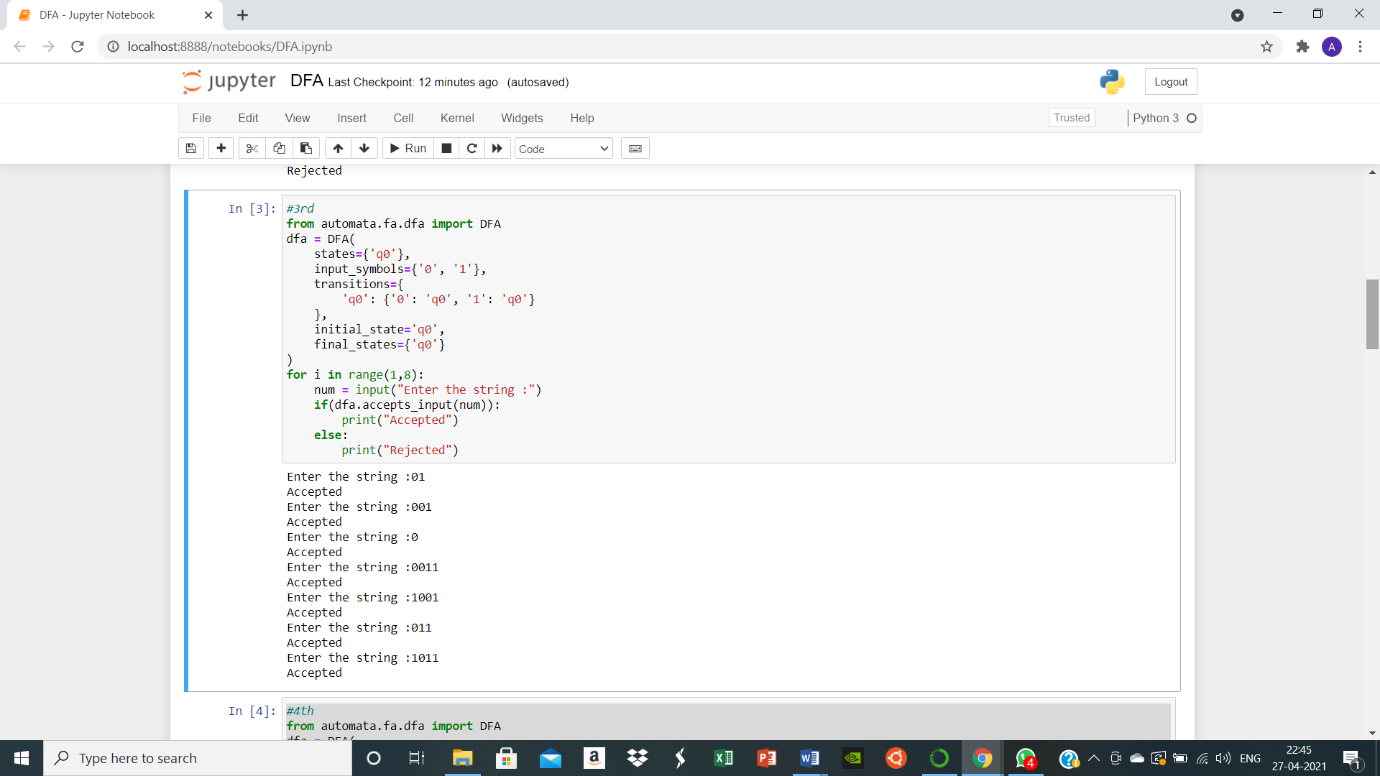 DFA - Jupyter Notebook
localhost:8888/notebooks/DFA.ipynb
A
jupyter DFA Last Checkpoint: 12 minutes ago (autosaved)
Logout
File Edit View Insert Cell Kernel Widgets Help
Trusted
Python 3
Run
Code
Rejected
In [3]:
#3rd
from automata.fa.dfa import DFA
dfa = DFA(
    states={'q0'},
    input_symbols={'0', '1'},
    transitions={
        'q0': {'0': 'q0', '1': 'q0'}
    },
    initial_state='q0',
    final_states={'q0'}
)
for i in range(1,8):
    num = input("Enter the string :")
    if(dfa.accepts_input(num)):
        print("Accepted")
    else:
        print("Rejected")
Enter the string :01
Accepted
Enter the string :001
Accepted
Enter the string :0
Accepted
Enter the string :0011
Accepted
Enter the string :1001
Accepted
Enter the string :011
Accepted
Enter the string :1011
Accepted
In [4]:
#4th
from automata.fa.dfa import DFA
dfa = DFA(
Type here to search
4
ENG
22:45
27-04-2021
1